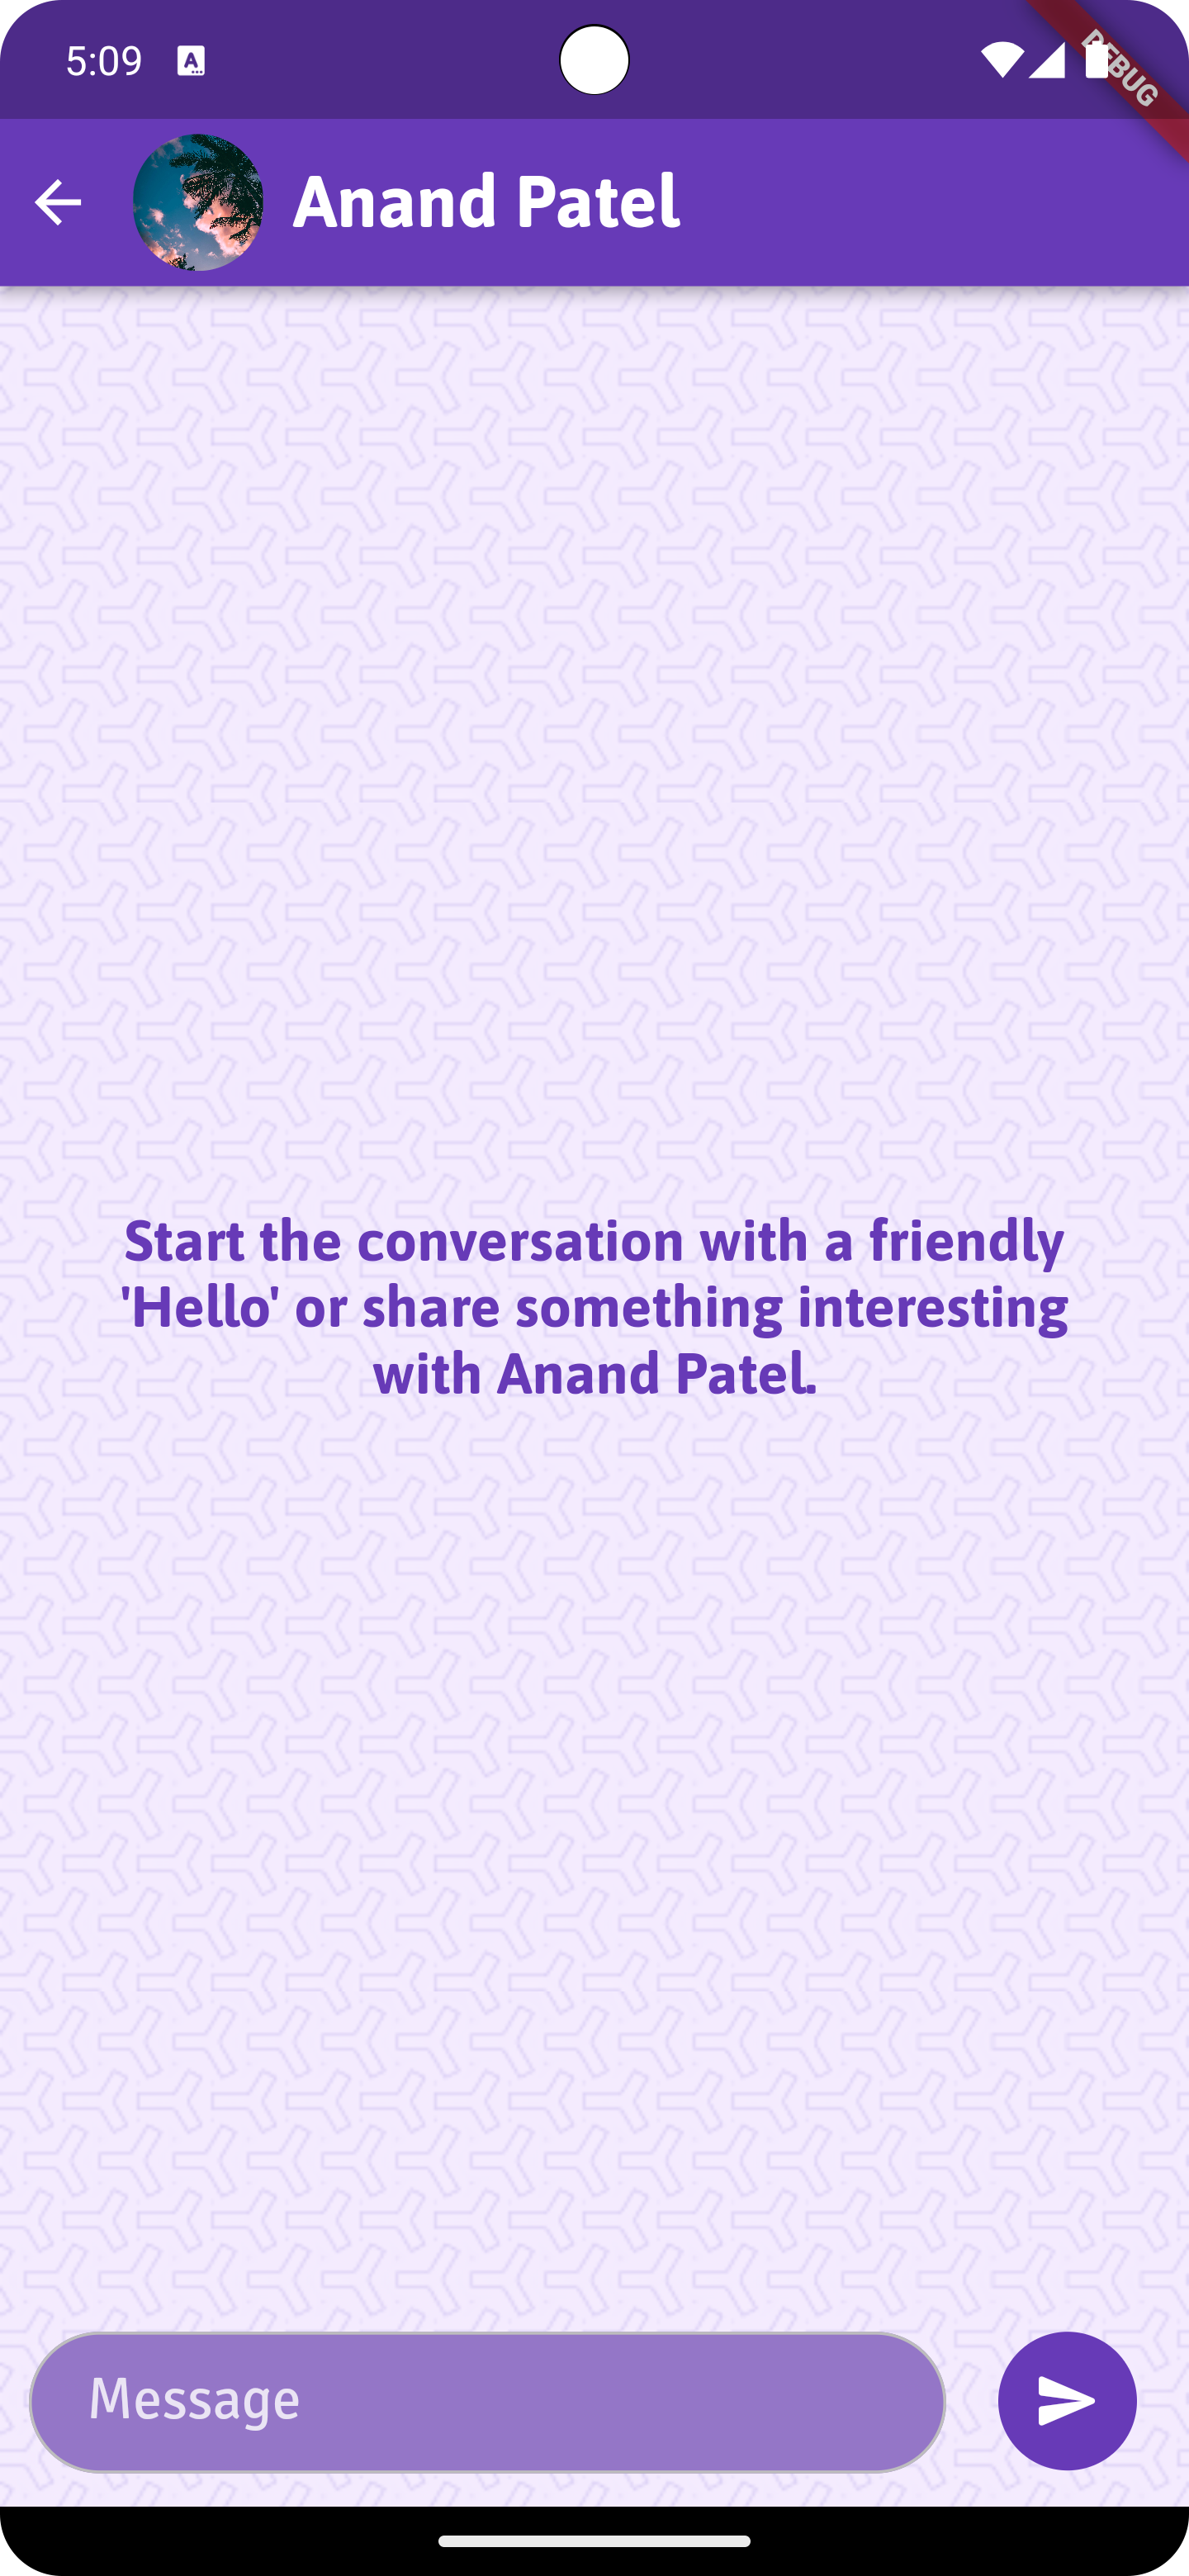 5:09
A
DEBUG
Anand Patel
Start the conversation with a friendly
'Hello' or share something interesting
with Anand Patel.
Message